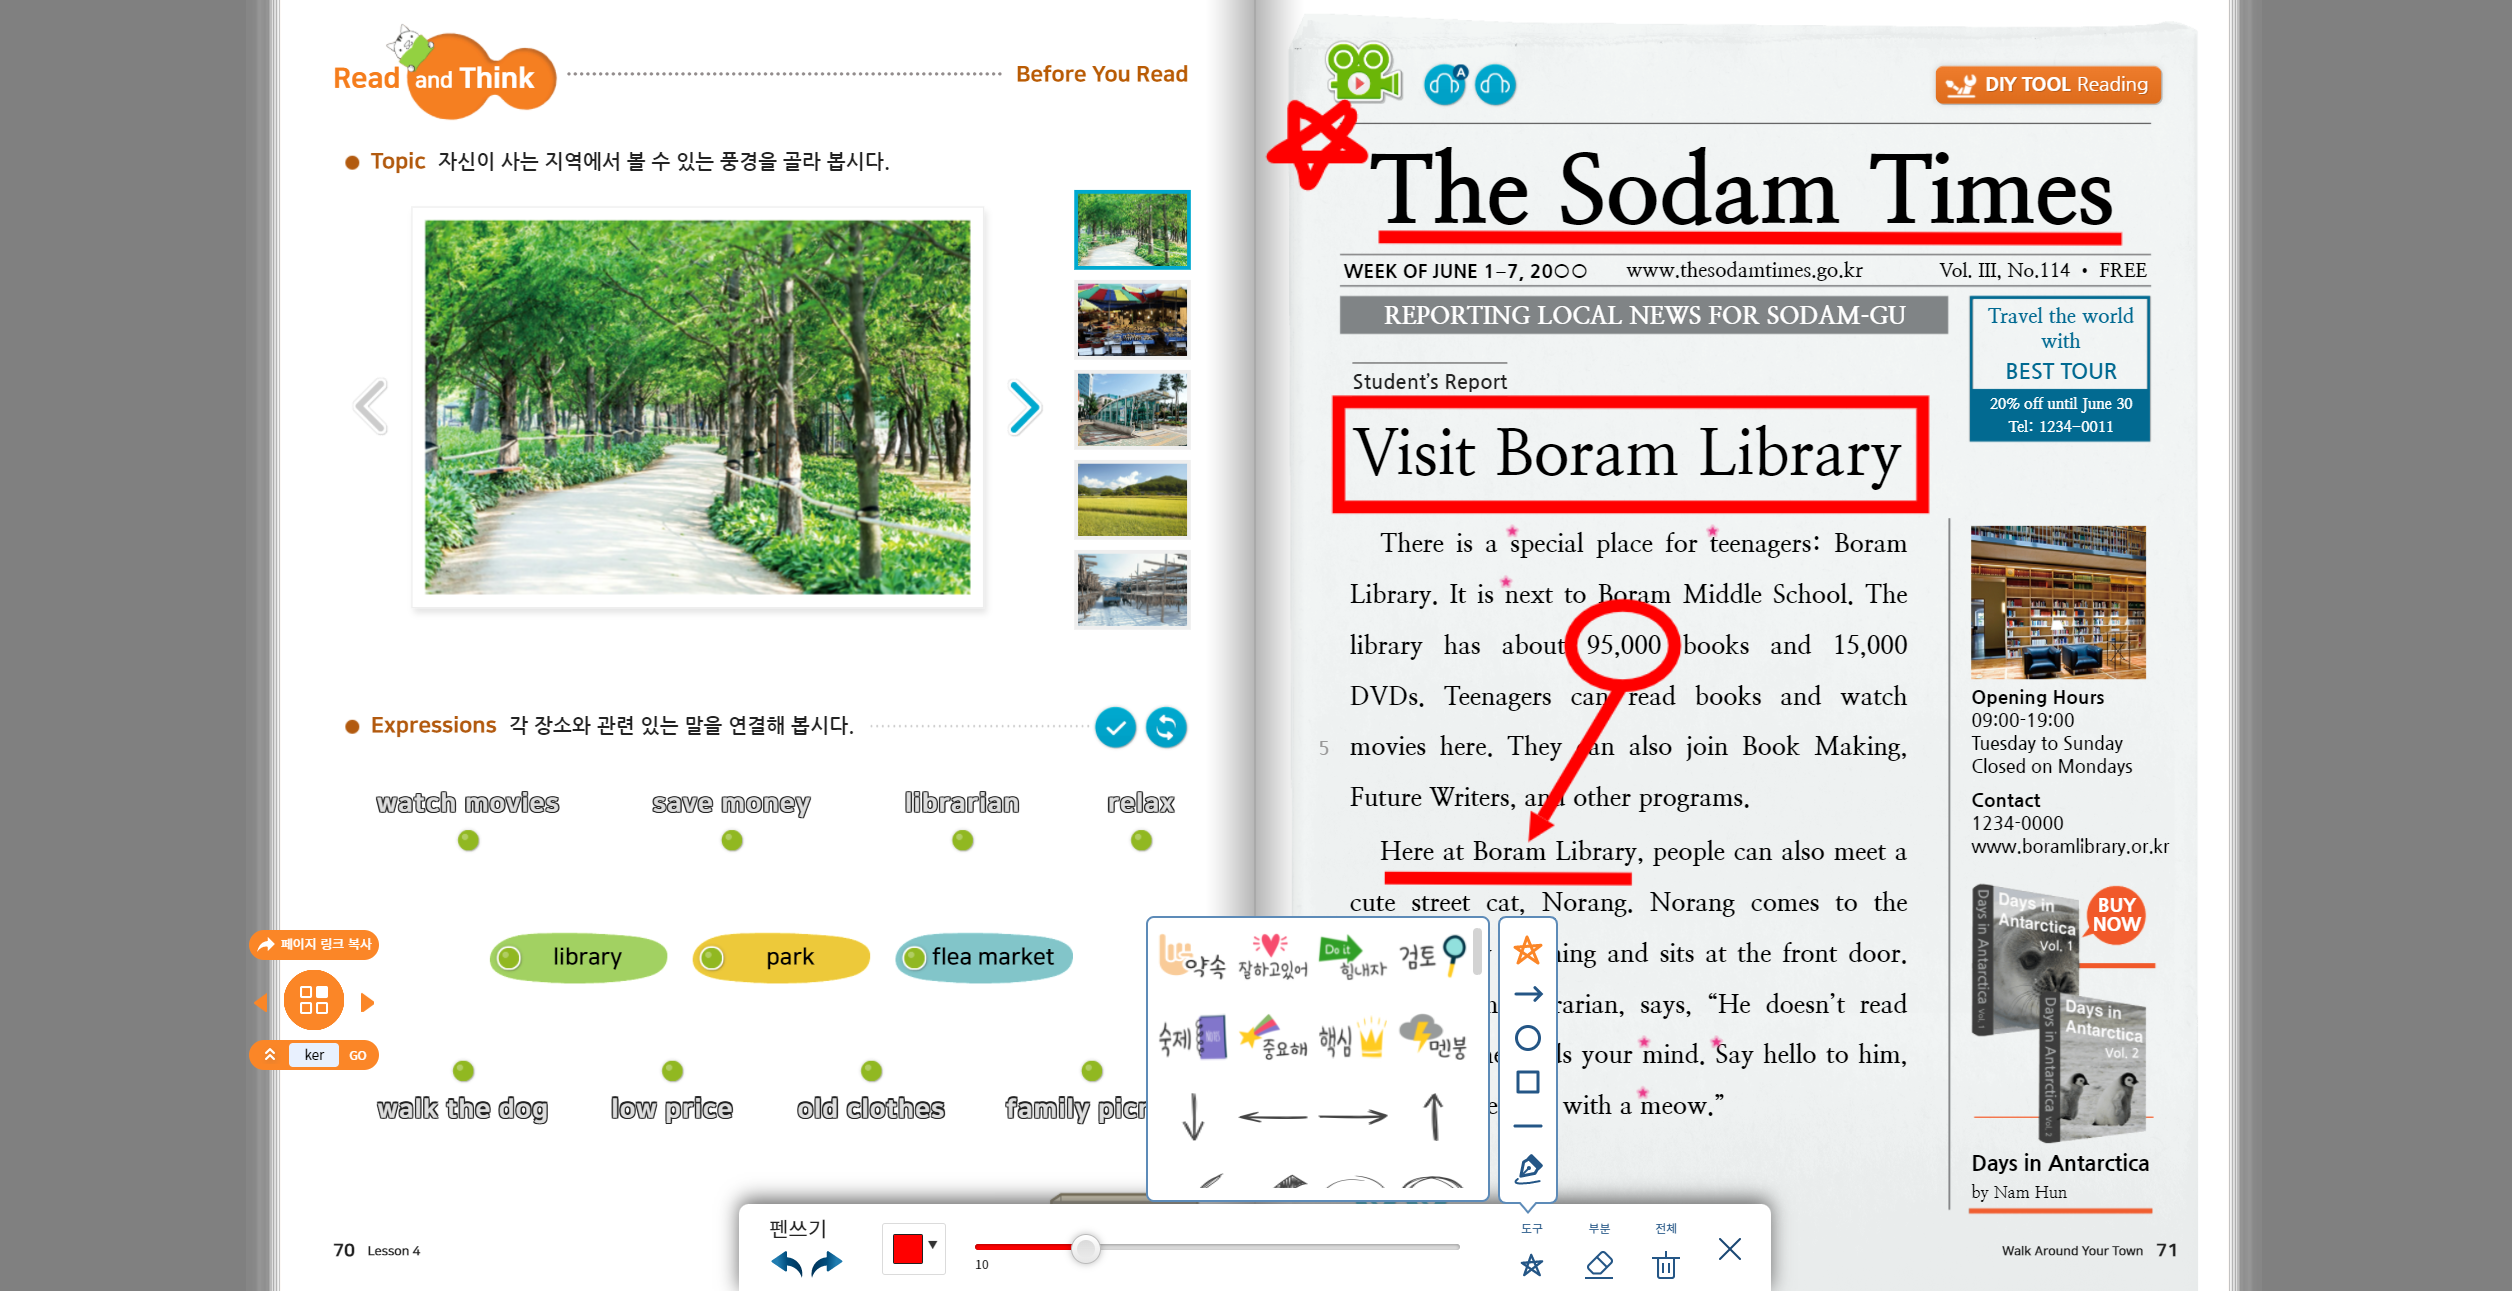 Read and Think
Before You Read
Topic 자신이 사는 지역에서 볼 수 있는 풍경을 골라 봅시다.
Expressions 각 장소와 관련 있는 말을 연결해 봅시다.
watch movies
save money
librarian
relax
library
park
flea market
walk the dog
low price
old clothes
family
페이지 링크 복사
ker GO
70 Lesson 4
A
DIY TOOL Reading
The Sodam Times
WEEK OF JUNE 1–7, 20○○ www.thesodamtimes.go.kr Vol. III, No.114 • FREE
REPORTING LOCAL NEWS FOR SODAM-GU
Travel the world
with
BEST TOUR
20% off until June 30
Tel: 1234-0011
Student's Report
Visit Boram Library
There is a special place for teenagers: Boram
Library. It is next to Boram Middle School. The
library has about 95,000 books and 15,000
DVDs. Teenagers can read books and watch
5 movies here. They can also join Book Making,
Future Writers, and other programs.
Here at Boram Library, people can also meet a
cute street cat, Norang. Norang comes to the
and sits at the front door.
says, “He doesn't read
your mind. Say hello to him,
with a meow.”
Opening Hours
09:00-19:00
Tuesday to Sunday
Closed on Mondays
Contact
1234-0000
www.boramlibrary.or.kr
Days in Antarctica Vol. 1
Days in
Antarctica
Vol. 1
BUY
NOW
Days in Antarctica Vol. 2
Days in
Antarctica
Vol. 2
Days in Antarctica
by Nam Hun
Walk Around Your Town 71
약속
잘하고있어
Do it
힘내자
검토
숙제
중요해
핵심
멘붕
펜쓰기
10
도구
부분
전체